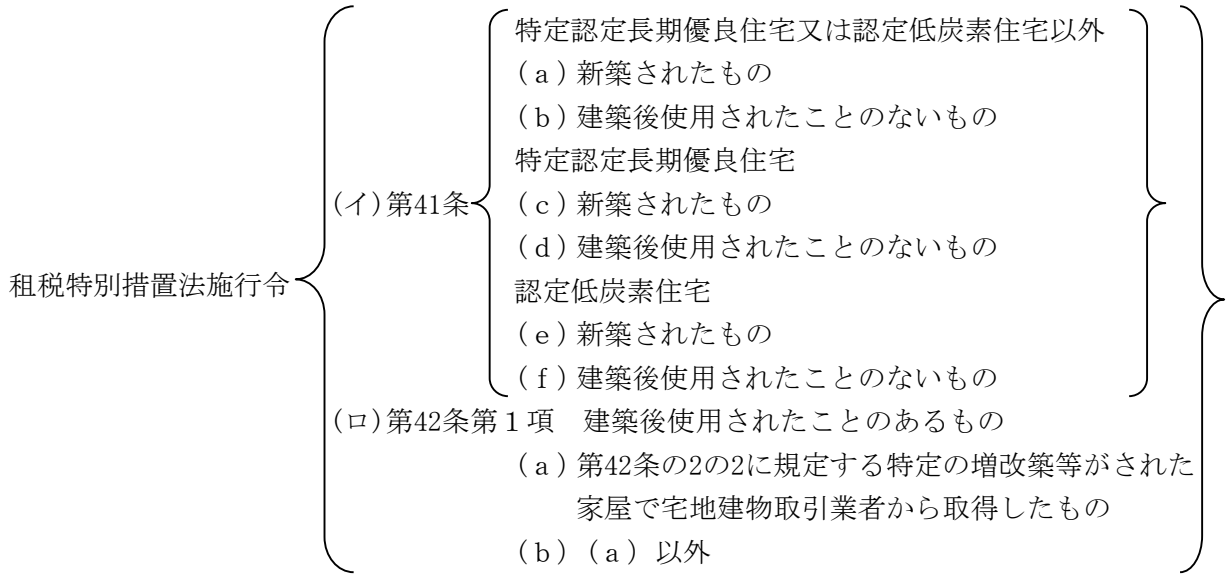 特定認定長期優良住宅又は認定低炭素住宅以外
(a)新築されたもの
(b)建築後使用されたことのないもの
特定認定長期優良住宅
(イ)第41条
(c)新築されたもの
(d)建築後使用されたことのないもの
租税特別措置法施行令
認定低炭素住宅
(e)新築されたもの
(f)建築後使用されたことのないもの
(ロ)第42条第1項 建築後使用されたことのあるもの
(a)第42条の2の2に規定する特定の増改築等がされた
家屋で宅地建物取引業者から取得したもの
(b)(a)以外